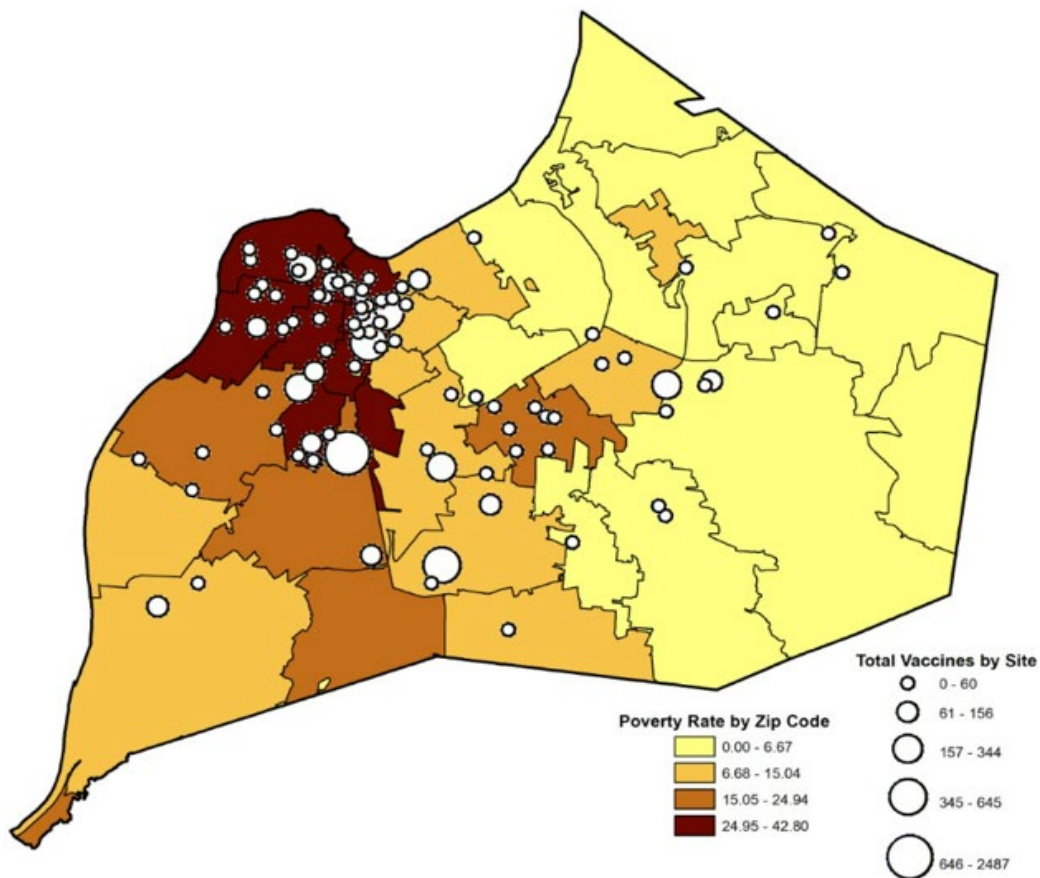 Total Vaccines by Site
0 - 60
61 - 156
157 - 344
345 - 645
646 - 2487
Poverty Rate by Zip Code
0.00 - 6.67
6.68 - 15.04
15.05 - 24.94
24.95 - 42.80